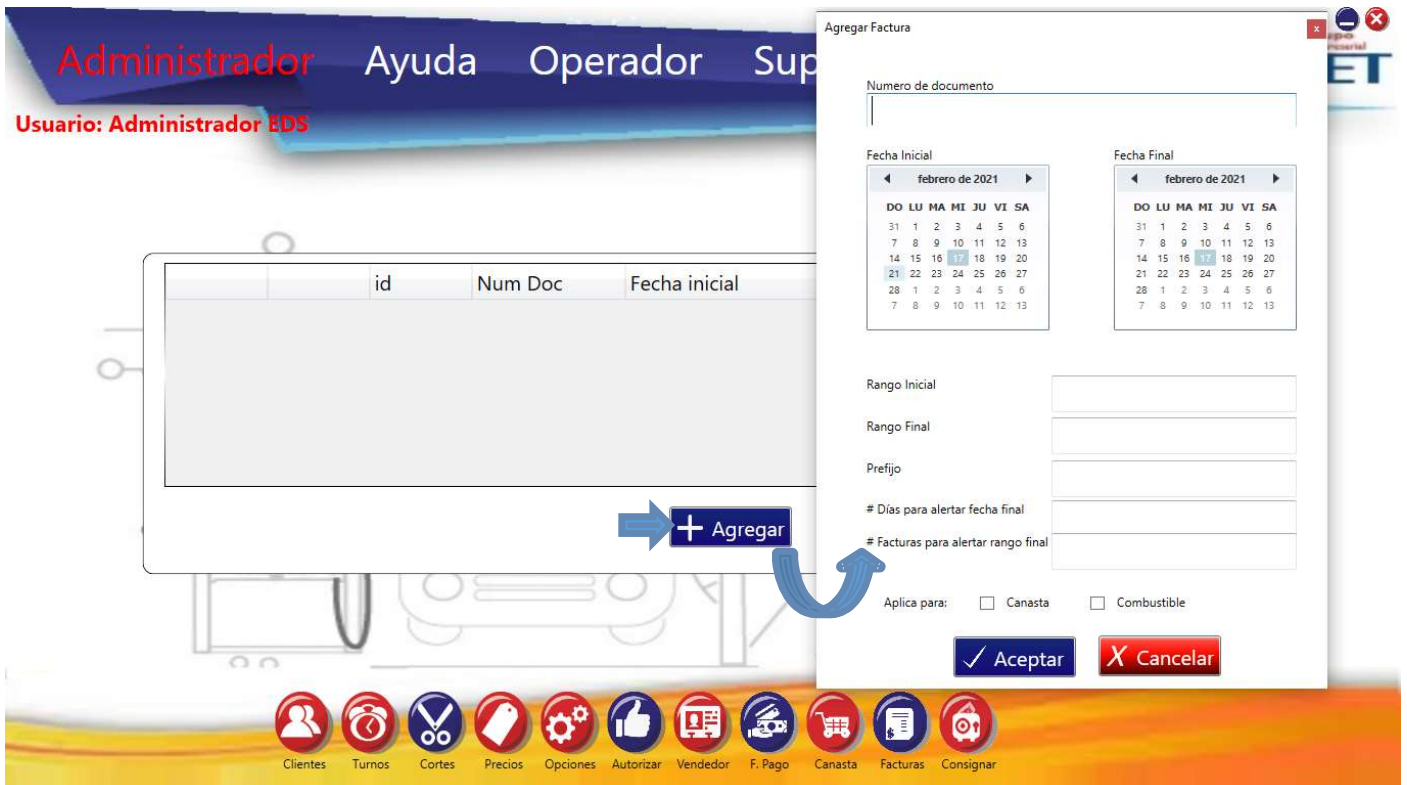 Administrador Ayuda Operador Sup
Usuario: Administrador EDS
ET
id Num Doc Fecha inicial
+ Agregar
Agregar Factura
x
Numero de documento
Fecha Inicial Fecha Final
febrero de 2021 febrero de 2021
DO LU MA MI JU VI SA DO LU MA MI JU VI SA
31 1 2 3 4 5 6 31 1 2 3 4 5 6
7 8 9 10 11 12 13 7 8 9 10 11 12 13
14 15 16 17 18 19 20 14 15 16 17 18 19 20
21 22 23 24 25 26 27 21 22 23 24 25 26 27
28 1 2 3 4 5 6 28 1 2 3 4 5 6
7 8 9 10 11 12 13 7 8 9 10 11 12 13
Rango Inicial
Rango Final
Prefijo
# Días para alertar fecha final
# Facturas para alertar rango final
Aplica para: Canasta Combustible
Aceptar X Cancelar
Clientes Turnos Cortes Precios Opciones Autorizar Vendedor F. Pago Canasta Facturas Consignar